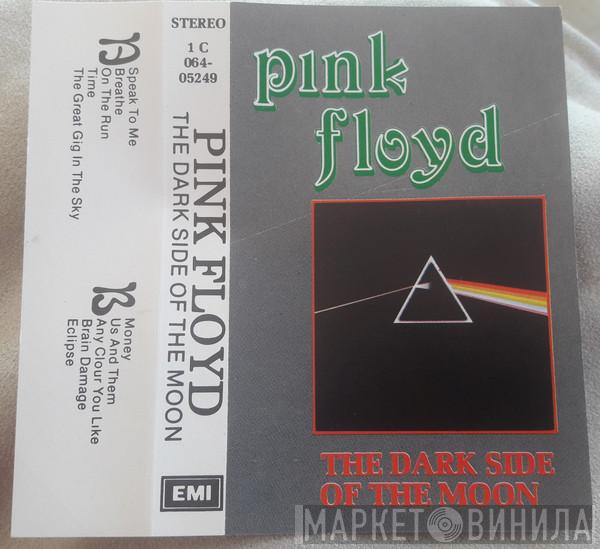 STEREO
1 C
064-
05249
PINK FLOYD
THE DARK SIDE OF THE MOON
EMI
pink
floyd
THE DARK SIDE
OF THE MOON
Speak To Me
Breathe
On The Run
Time
The Great Gig In The Sky
B
Money
Us And Them
Any Clour You Like
Brain Damage
Eclipse
МАРКЕТ ВИНИЛА